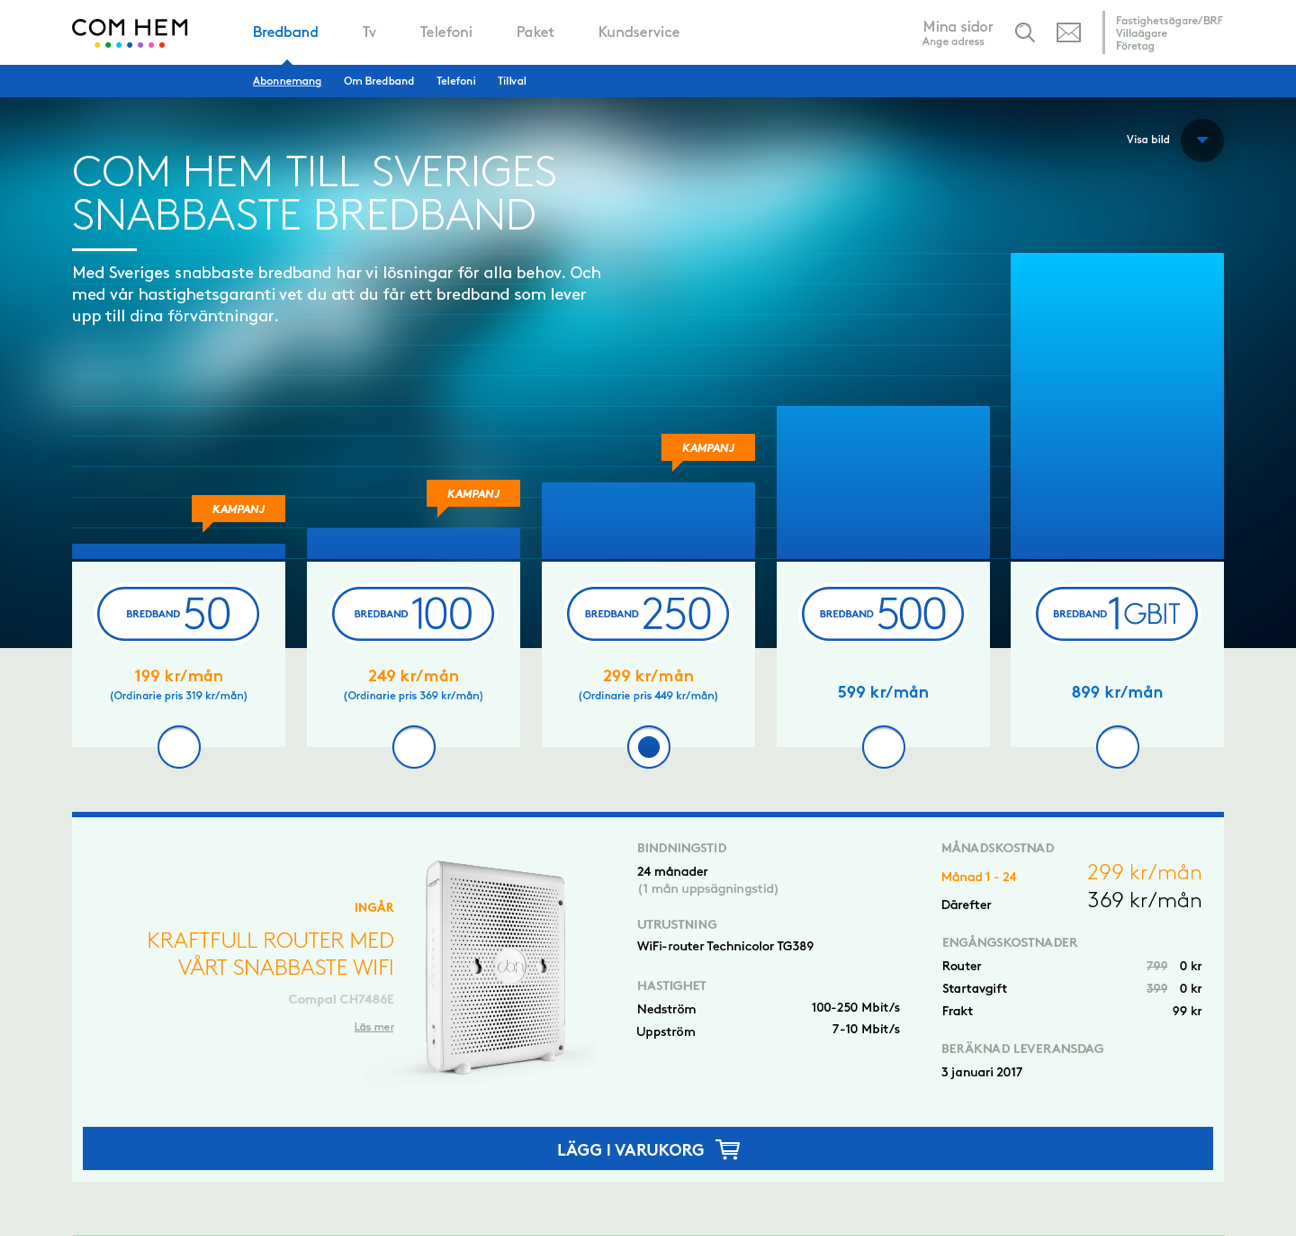 COM HEM
Bredband
Tv
Telefoni
Paket
Kundservice
Mina sidor
Ange adress
Fastighetsägare/BRF
Villaägare
Företag
Abonnemang
Om Bredband
Telefoni
Tillval
Visa bild
COM HEM TILL SVERIGES
SNABBASTE BREDBAND
Med Sveriges snabbaste bredband har vi lösningar för alla behov. Och
med vår hastighetsgaranti vet du att du får ett bredband som lever
upp till dina förväntningar.
KAMPANJ
KAMPANJ
KAMPANJ
BREDBAND 50
199 kr/mån
(Ordinarie pris 319 kr/mån)
BREDBAND 100
249 kr/mån
(Ordinarie pris 369 kr/mån)
BREDBAND 250
299 kr/mån
(Ordinarie pris 449 kr/mån)
BREDBAND 500
599 kr/mån
BREDBAND 1 GBIT
899 kr/mån
INGÅR
KRAFTFULL ROUTER MED
VÅRT SNABBASTE WIFI
Compal CH7486E
Läs mer
cbn
BINDNINGSTID
24 månader
(1 mån uppsägningstid)
UTRUSTNING
WiFi-router Technicolor TG389
HASTIGHET
Nedström 100-250 Mbit/s
Uppström 7-10 Mbit/s
MÅNADSKOSTNAD
Månad 1 - 24 299 kr/mån
Därefter 369 kr/mån
ENGÅNGSKOSTNADER
Router 799 0 kr
Startavgift 399 0 kr
Frakt 99 kr
BERÄKNAD LEVERANSDAG
3 januari 2017
LÄGG I VARUKORG